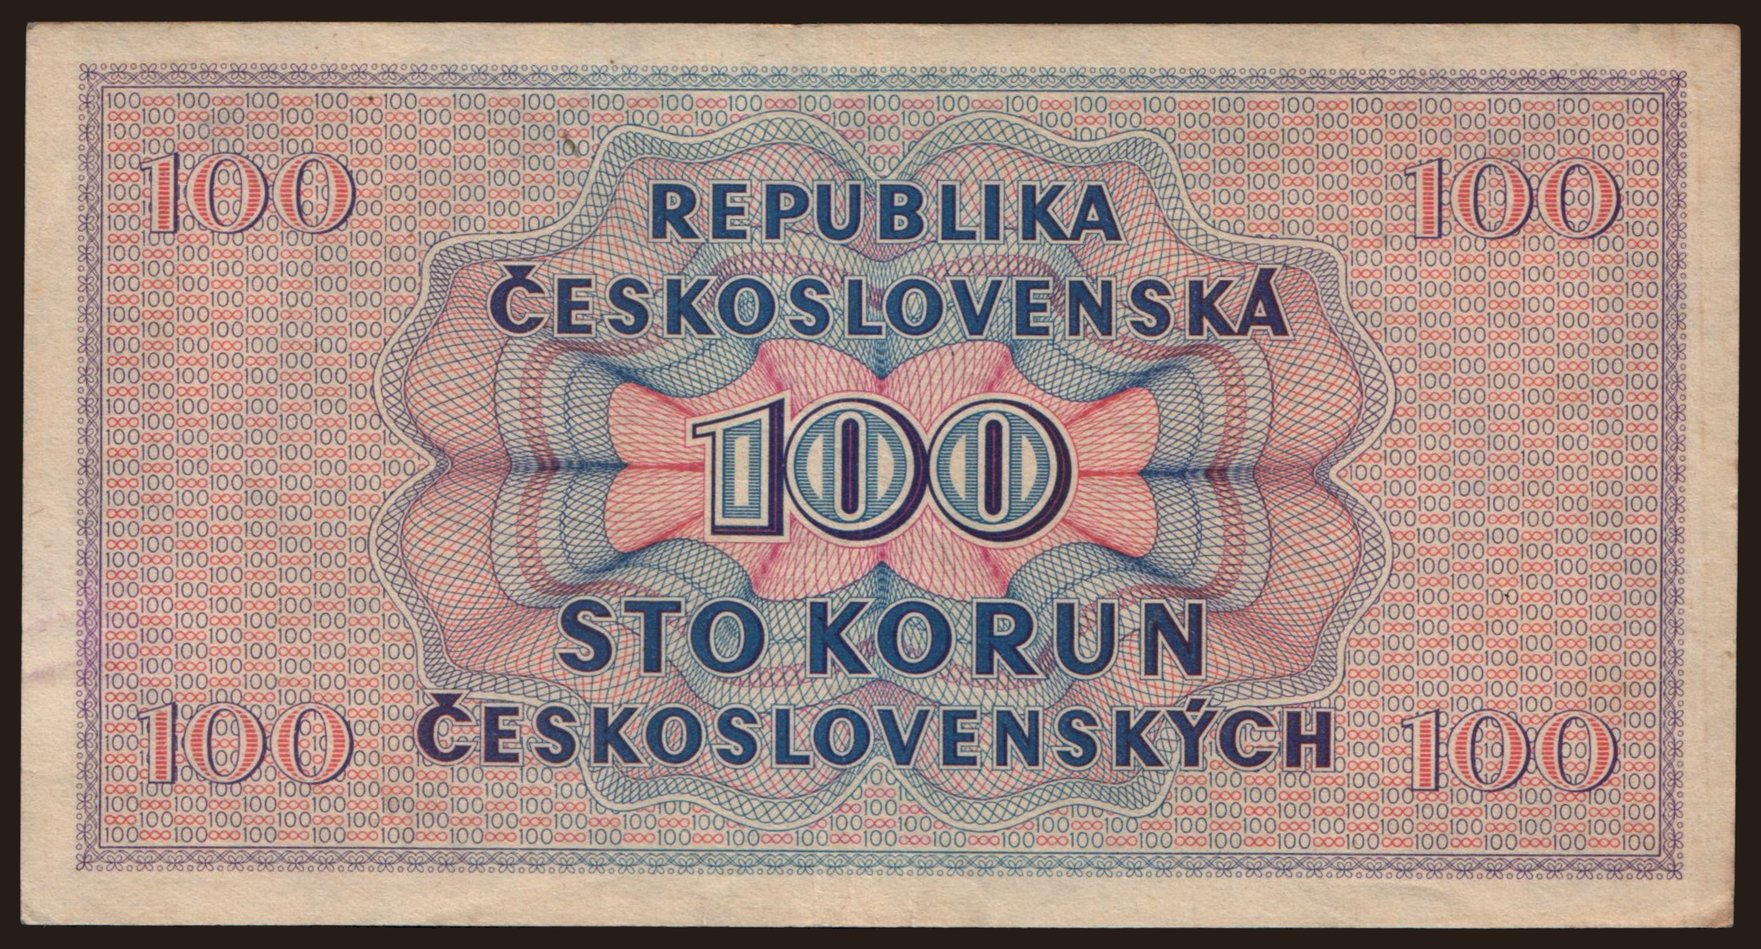 100 100
REPUBLIKA
ČESKOSLOVENSKÁ
100
STO KORUN
ČESKOSLOVENSKÝCH
100 100